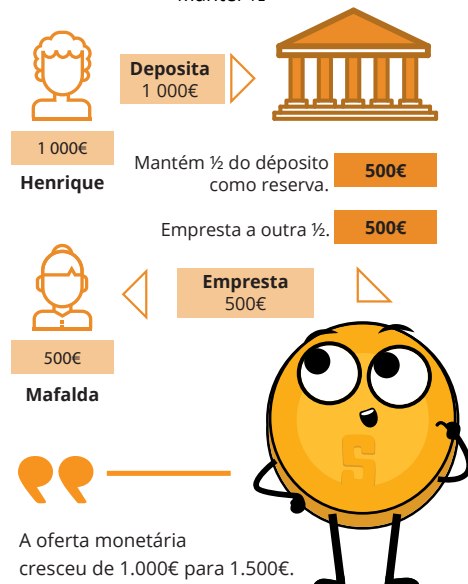 Deposita
1 000€
1 000€
Henrique
Mantém ½ do déposito
como reserva.
500€
Empresta a outra ½.
500€
Empresta
500€
500€
Mafalda
A oferta monetária
cresceu de 1.000€ para 1.500€.